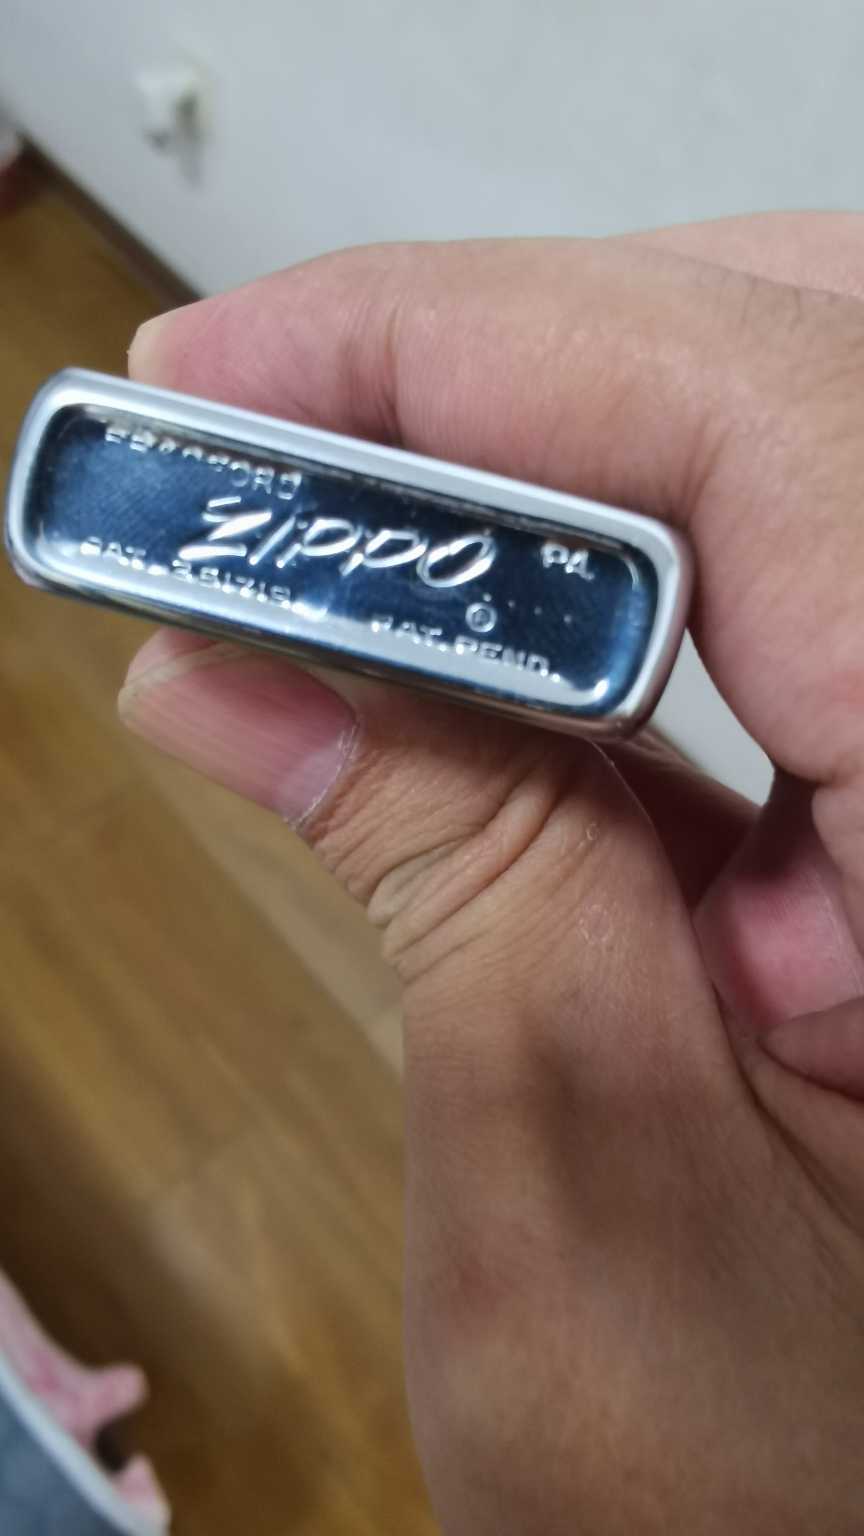 BRADFORD
ZIPPO PA.
®
PAT. 2517191 PAT. PEND.